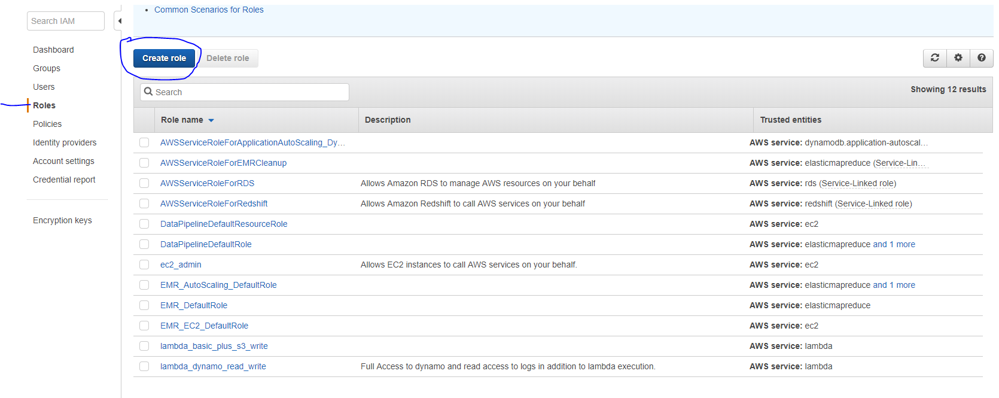 Search IAM
Dashboard
Groups
Users
Roles
Policies
Identity providers
Account settings
Credential report
Encryption keys
• Common Scenarios for Roles
Create role Delete role
Search
Showing 12 results
Role name Description Trusted entities
AWSServiceRoleForApplicationAutoScaling_Dy… AWS service: dynamodb.application-autoscal…
AWSServiceRoleForEMRCleanup AWS service: elasticmapreduce (Service-Lin…
AWSServiceRoleForRDS Allows Amazon RDS to manage AWS resources on your behalf AWS service: rds (Service-Linked role)
AWSServiceRoleForRedshift Allows Amazon Redshift to call AWS services on your behalf AWS service: redshift (Service-Linked role)
DataPipelineDefaultResourceRole AWS service: ec2
DataPipelineDefaultRole AWS service: elasticmapreduce and 1 more
ec2_admin Allows EC2 instances to call AWS services on your behalf. AWS service: ec2
EMR_AutoScaling_DefaultRole AWS service: elasticmapreduce and 1 more
EMR_DefaultRole AWS service: elasticmapreduce
EMR_EC2_DefaultRole AWS service: ec2
lambda_basic_plus_s3_write AWS service: lambda
lambda_dynamo_read_write Full Access to dynamo and read access to logs in addition to lambda execution. AWS service: lambda